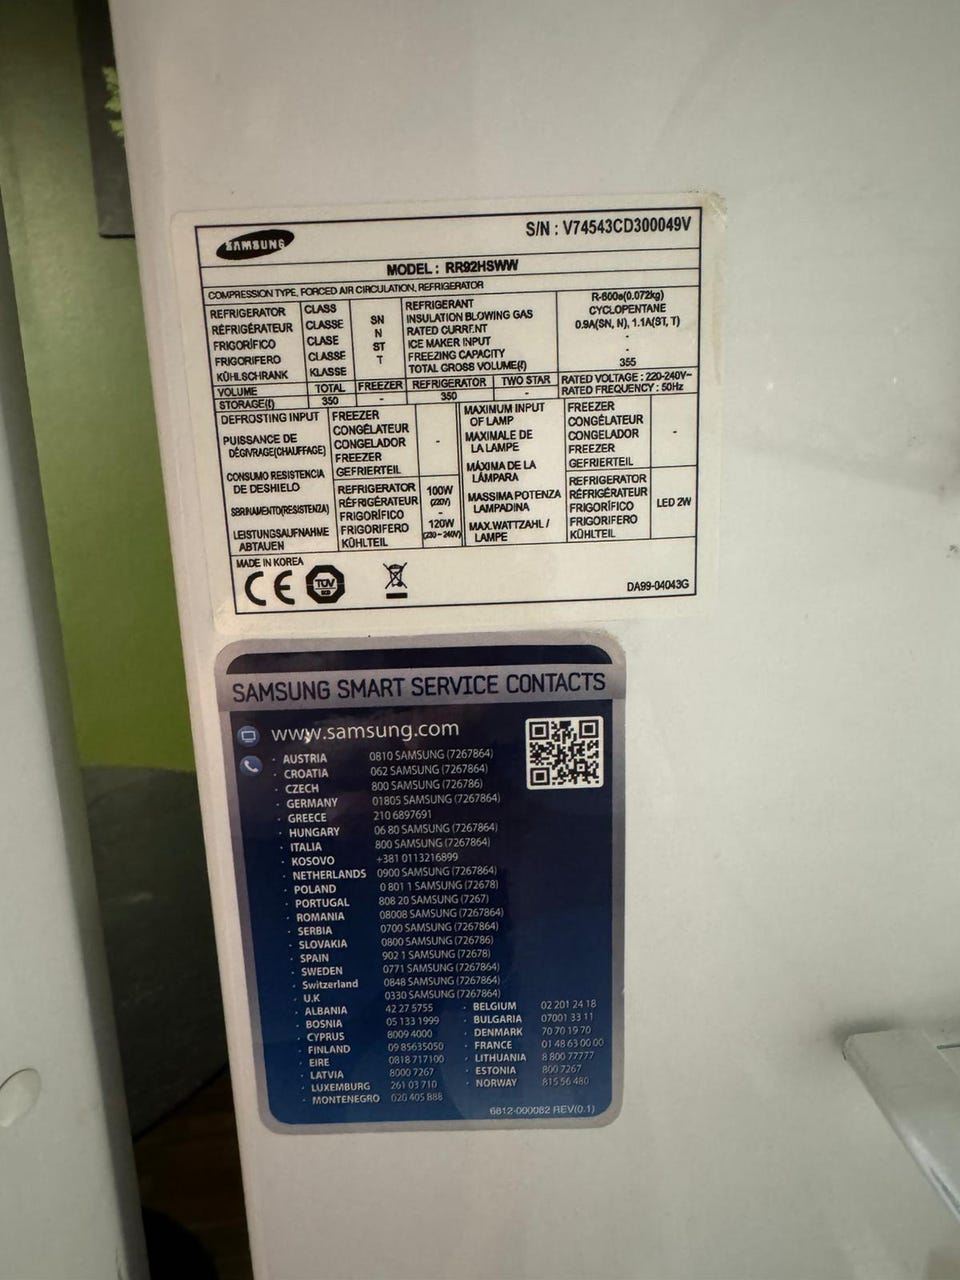 SAMSUNG
S/N : V74543CD300049V
MODEL : RR92HSWW
COMPRESSION TYPE, FORCED AIR CIRCULATION, REFRIGERATOR
REFRIGERATOR
RÉFRIGÉRATEUR
FRIGORÍFICO
FRIGORIFERO
KÜHLSCHRANK
CLASS
CLASSE
CLASE
CLASSE
KLASSE
SN
N
ST
T
REFRIGERANT
INSULATION BLOWING GAS
RATED CURRENT
ICE MAKER INPUT
FREEZING CAPACITY
TOTAL GROSS VOLUME(ℓ)
R-600a(0.072kg)
CYCLOPENTANE
0.9A(SN, N), 1.1A(ST, T)
-
-
355
VOLUME TOTAL FREEZER REFRIGERATOR TWO STAR
STORAGE(ℓ) 350 - 350 -
RATED VOLTAGE : 220-240V~
RATED FREQUENCY : 50Hz
DEFROSTING INPUT
PUISSANCE DE
DÉGIVRAGE(CHAUFFAGE)
CONSUMO RESISTENCIA
DE DESHIELO
SBRINAMENTO(RESISTENZA)
LEISTUNGSAUFNAHME
ABTAUEN
FREEZER
CONGÉLATEUR
CONGELADOR
FREEZER
GEFRIERTEIL
-
REFRIGERATOR
RÉFRIGÉRATEUR
FRIGORÍFICO
FRIGORIFERO
KÜHLTEIL
100W
(220V)
-
120W
(230~240V)
MAXIMUM INPUT
OF LAMP
MAXIMALE DE
LA LAMPE
MÁXIMA DE LA
LÁMPARA
MASSIMA POTENZA
LAMPADINA
MAX.WATTZAHL /
LAMPE
FREEZER
CONGÉLATEUR
CONGELADOR
FREEZER
GEFRIERTEIL
-
REFRIGERATOR
RÉFRIGÉRATEUR
FRIGORÍFICO
FRIGORIFERO
KÜHLTEIL
LED 2W
MADE IN KOREA
CE TÜV
DA99-04043G
SAMSUNG SMART SERVICE CONTACTS
www.samsung.com
· AUSTRIA 0810 SAMSUNG (7267864)
· CROATIA 062 SAMSUNG (7267864)
· CZECH 800 SAMSUNG (726786)
· GERMANY 01805 SAMSUNG (7267864)
· GREECE 210 6897691
· HUNGARY 06 80 SAMSUNG (7267864)
· ITALIA 800 SAMSUNG (7267864)
· KOSOVO +381 0113216899
· NETHERLANDS 0900 SAMSUNG (7267864)
· POLAND 0 801 1 SAMSUNG (72678)
· PORTUGAL 808 20 SAMSUNG (7267)
· ROMANIA 08008 SAMSUNG (7267864)
· SERBIA 0700 SAMSUNG (7267864)
· SLOVAKIA 0800 SAMSUNG (726786)
· SPAIN 902 1 SAMSUNG (72678)
· SWEDEN 0771 SAMSUNG (7267864)
· Switzerland 0848 SAMSUNG (7267864)
· U.K 0330 SAMSUNG (7267864)
· ALBANIA 42 27 5755
· BOSNIA 05 133 1999
· CYPRUS 8009 4000
· FINLAND 09 85635050
· EIRE 0818 717100
· LATVIA 8000 7267
· LUXEMBURG 261 03 710
· MONTENEGRO 020 405 888
· BELGIUM 02 201 24 18
· BULGARIA 07001 33 11
· DENMARK 70 70 19 70
· FRANCE 01 48 63 00 00
· LITHUANIA 8 800 77777
· ESTONIA 800 7267
· NORWAY 815 56 480
6812-000082 REV(0.1)